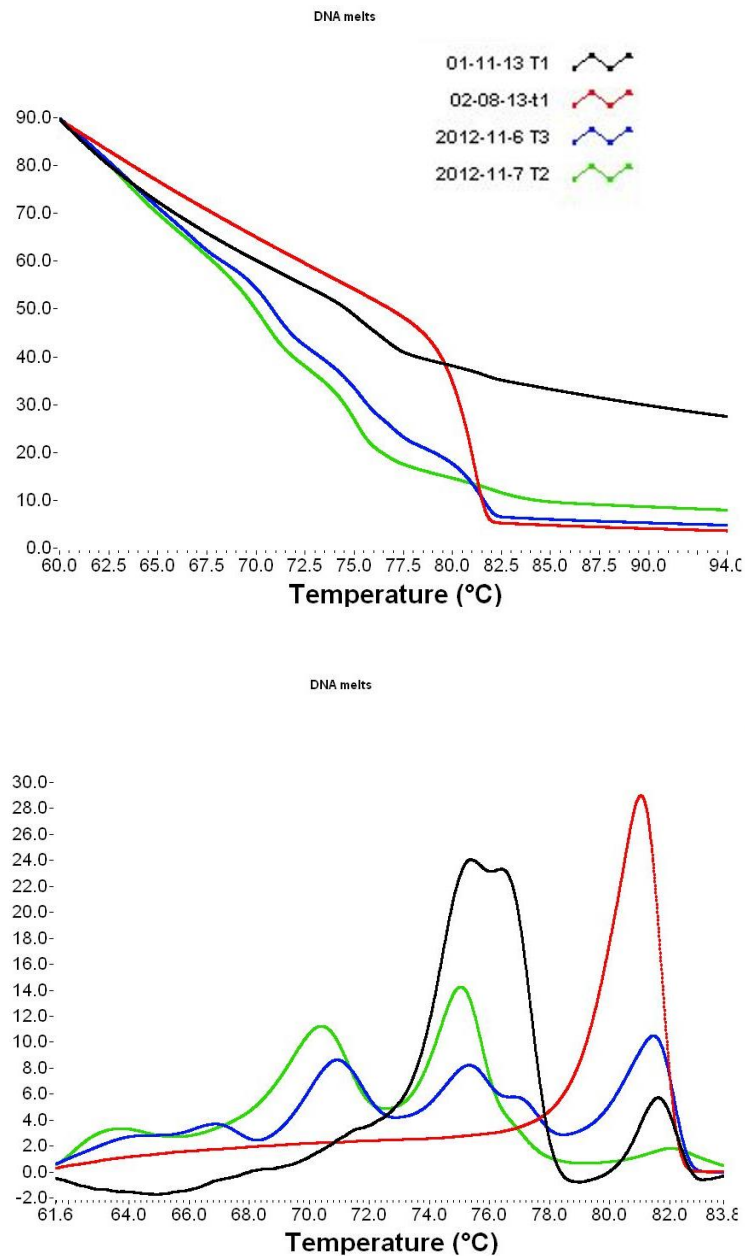 DNA melts
01-11-13 T1
02-08-13-t1
2012-11-6 T3
2012-11-7 T2
90.0-
80.0-
70.0-
60.0-
50.0-
40.0-
30.0-
20.0-
10.0-
0.0-
60.0 62.5 65.0 67.5 70.0 72.5 75.0 77.5 80.0 82.5 85.0 87.5 90.0 94.0
Temperature (°C)
DNA melts
30.0-
28.0-
26.0-
24.0-
22.0-
20.0-
18.0-
16.0-
14.0-
12.0-
10.0-
8.0-
6.0-
4.0-
2.0-
0.0-
-2.0-
61.6 64.0 66.0 68.0 70.0 72.0 74.0 76.0 78.0 80.0 82.0 83.8
Temperature (°C)